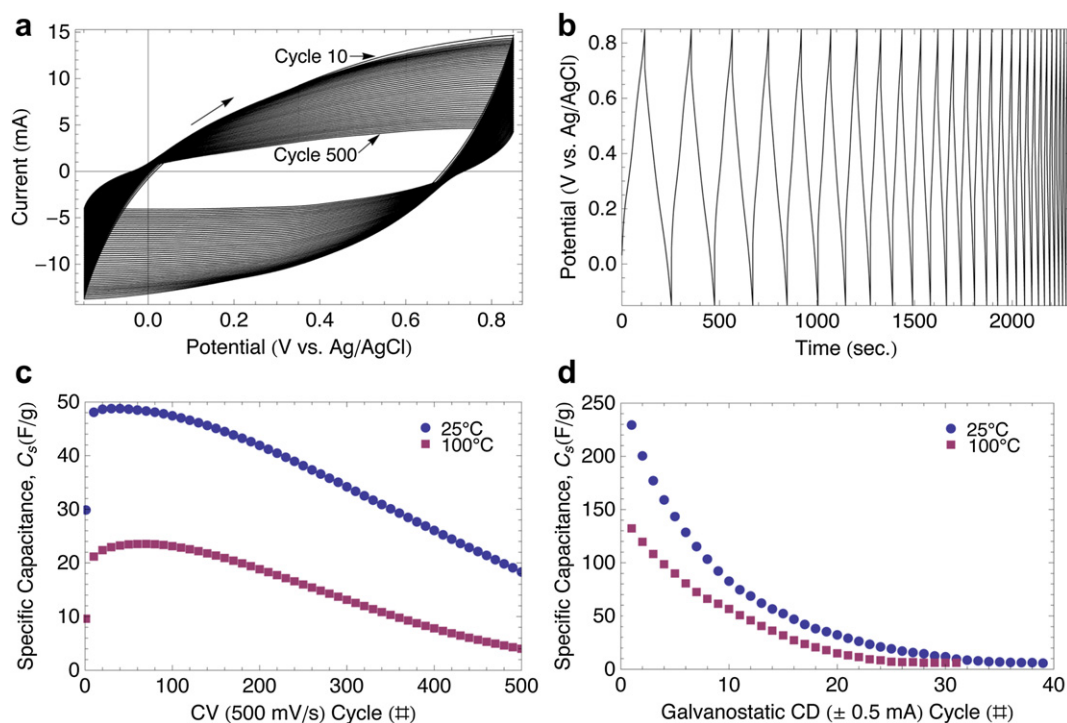 a
15
10
5
0
−5
−10
Current (mA)
Cycle 10
Cycle 500
0.0 0.2 0.4 0.6 0.8
Potential (V vs. Ag/AgCl)
b
0.8
0.6
0.4
0.2
0.0
Potential (V vs. Ag/AgCl)
0 500 1000 1500 2000
Time (sec.)
c
50
40
30
20
10
0
Specific Capacitance, Cs(F/g)
25°C
100°C
0 100 200 300 400 500
CV (500 mV/s) Cycle (#)
d
250
200
150
100
50
0
Specific Capacitance, Cs(F/g)
25°C
100°C
0 10 20 30 40
Galvanostatic CD (± 0.5 mA) Cycle (#)